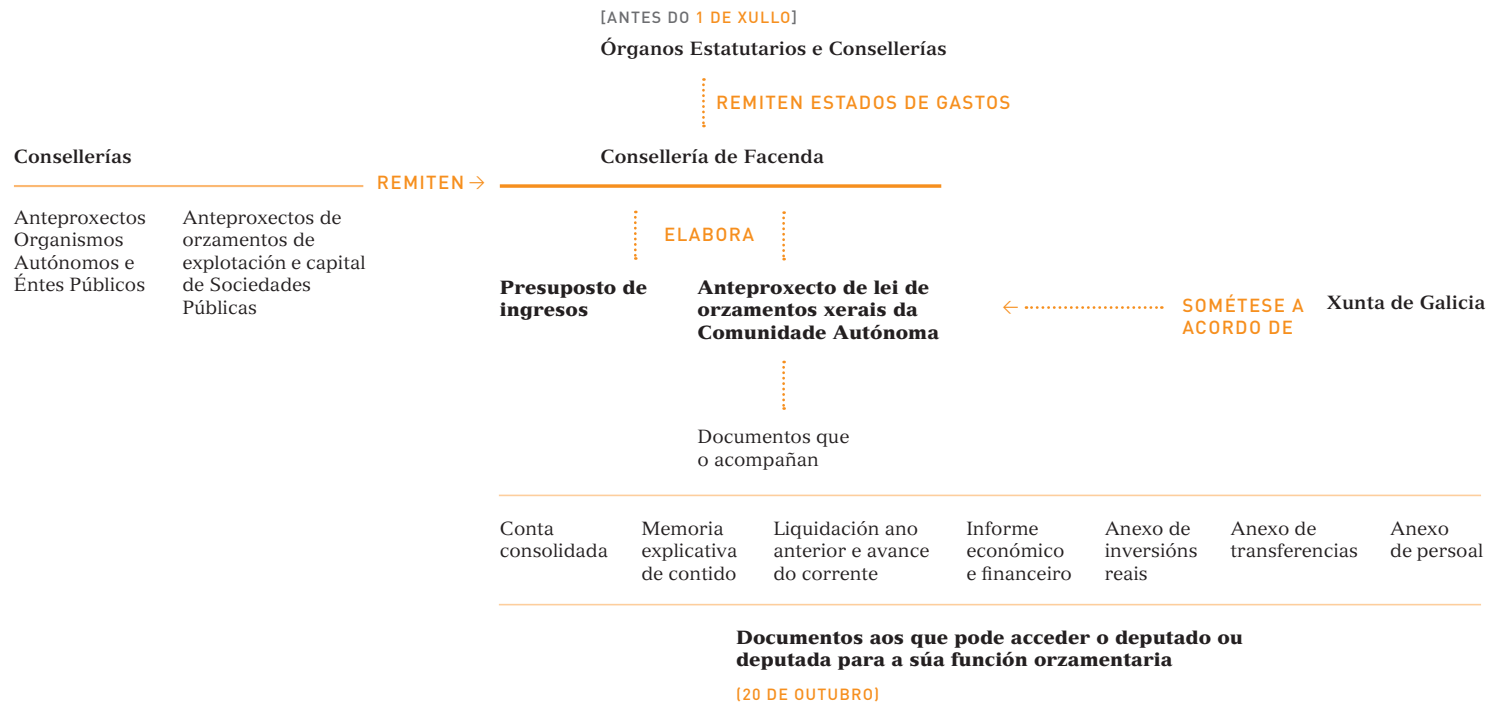 [ANTES DO 1 DE XULLO]
Órganos Estatutarios e Consellerías
REMITEN ESTADOS DE GASTOS
Consellerías
Consellería de Facenda
REMITEN →
Anteproxectos
Organismos
Autónomos e
Éntes Públicos
Anteproxectos de
orzamentos de
explotación e capital
de Sociedades
Públicas
ELABORA
Presuposto de
ingresos
Anteproxecto de lei de
orzamentos xerais da
Comunidade Autónoma
←
SOMÉTESE A
ACORDO DE
Xunta de Galicia
Documentos que
o acompañan
Conta
consolidada
Memoria
explicativa
de contido
Liquidación ano
anterior e avance
do corrente
Informe
económico
e financeiro
Anexo de
inversións
reais
Anexo de
transferencias
Anexo
de persoal
Documentos aos que pode acceder o deputado ou
deputada para a súa función orzamentaria
(20 DE OUTUBRO)